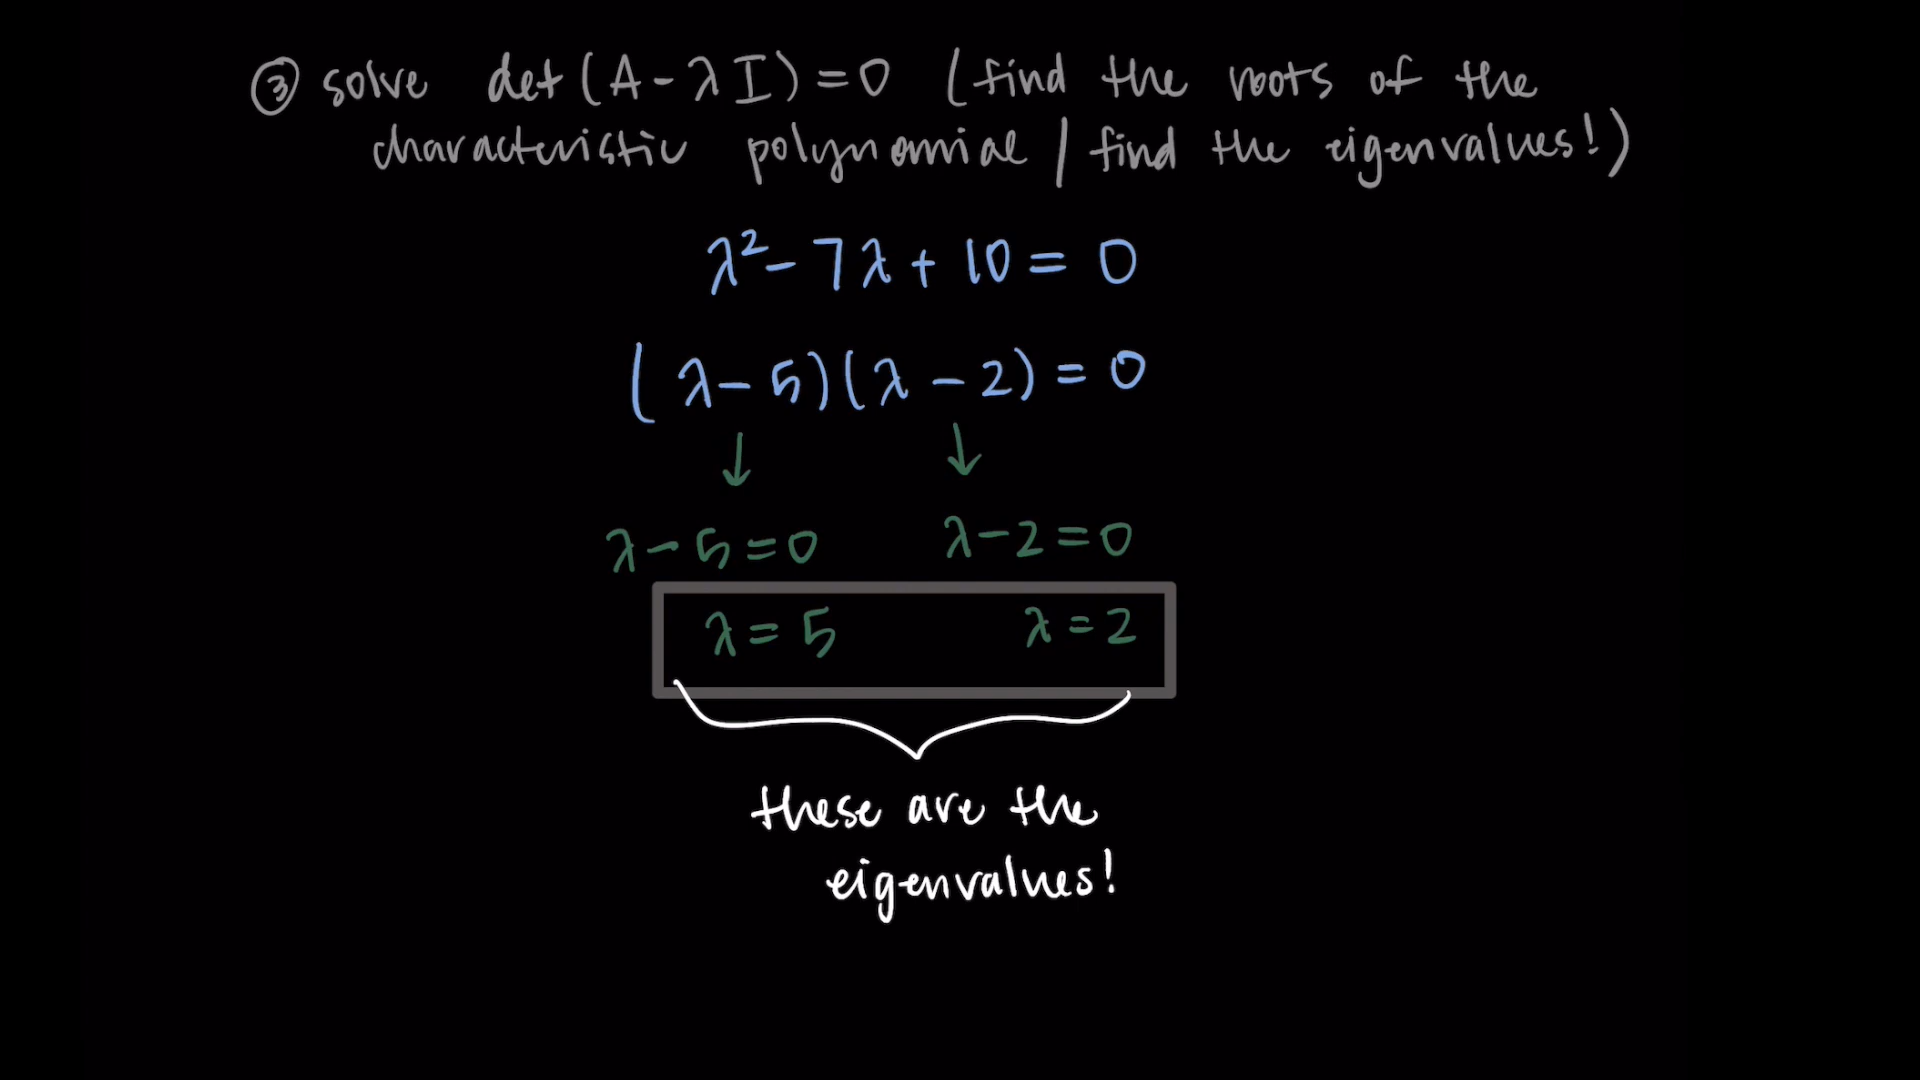 ③ solve det(A-λI)=0 (find the roots of the
characteristic polynomial / find the eigenvalues!)
λ²-7λ+10=0
(λ-5)(λ-2)=0
↓ ↓
λ-5=0 λ-2=0
λ=5 λ=2
these are the
eigenvalues!